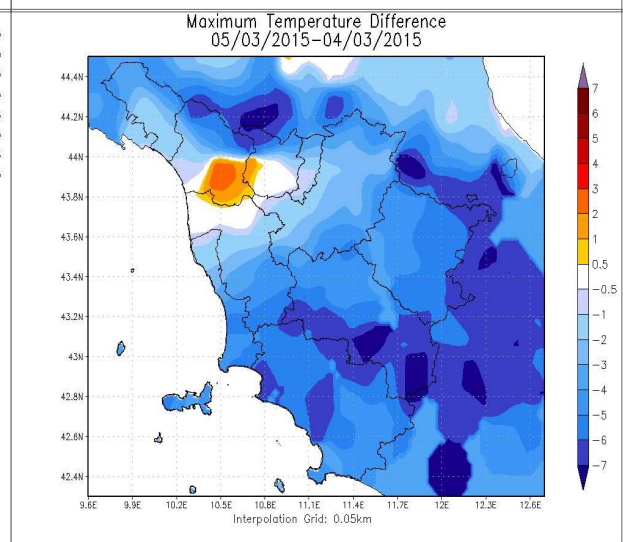 Maximum Temperature Difference
05/03/2015-04/03/2015
44.4N
44.2N
44N
43.8N
43.6N
43.4N
43.2N
43N
42.8N
42.6N
42.4N
9.6E 9.9E 10.2E 10.5E 10.8E 11.1E 11.4E 11.7E 12E 12.3E 12.6E
Interpolation Grid: 0.05km
7
6
5
4
3
2
1
0.5
-0.5
-1
-2
-3
-4
-5
-6
-7